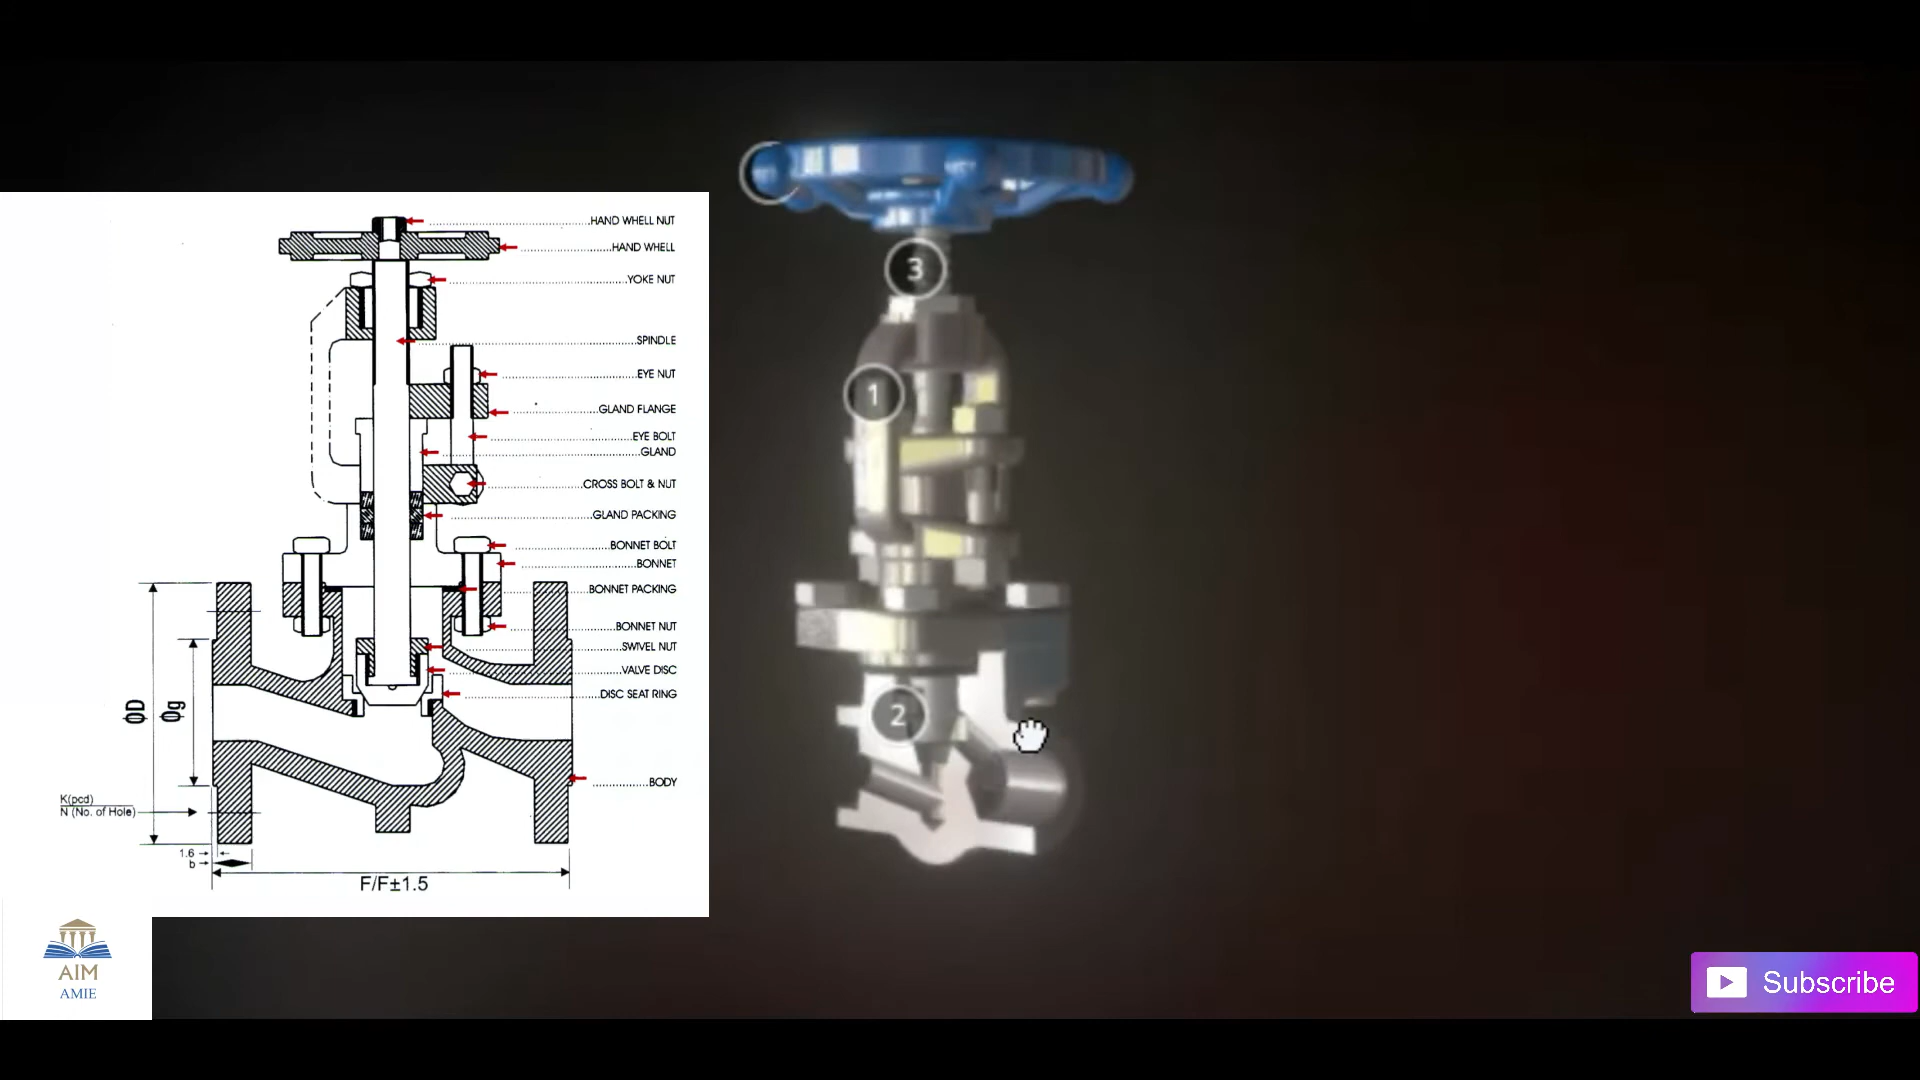 HAND WHELL NUT
HAND WHELL
YOKE NUT
SPINDLE
EYE NUT
GLAND FLANGE
EYE BOLT
GLAND
CROSS BOLT & NUT
GLAND PACKING
BONNET BOLT
BONNET
BONNET PACKING
BONNET NUT
SWIVEL NUT
VALVE DISC
DISC SEAT RING
BODY
ΦD
Φg
K(pcd)
N (No. of Hole)
1.6
b
F/F±1.5
3
1
2
AIM
AMIE
Subscribe